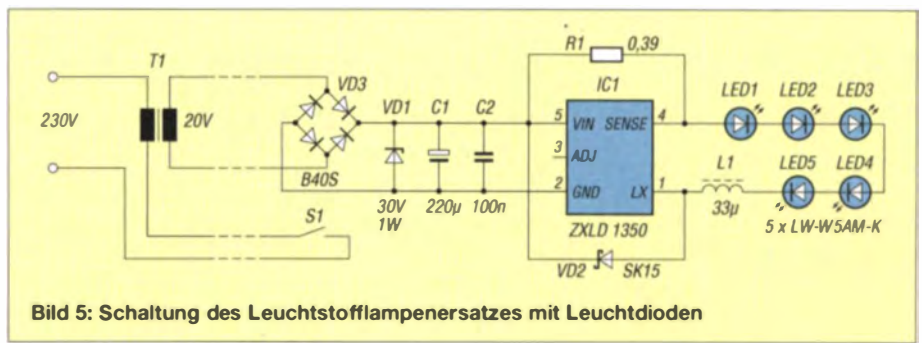 R1 0,39
T1
IC1
VD3
LED1 LED2 LED3
VD1 C1 C2
5 VIN SENSE 4
230V
20V
3 ADJ
LED5 LED4
L1
2 GND LX 1
B40S
33µ
30V 220µ 100n
1W
5 x LW-W5AM-K
S1
ZXLD 1350
VD2 SK15
Bild 5: Schaltung des Leuchtstofflampenersatzes mit Leuchtdioden